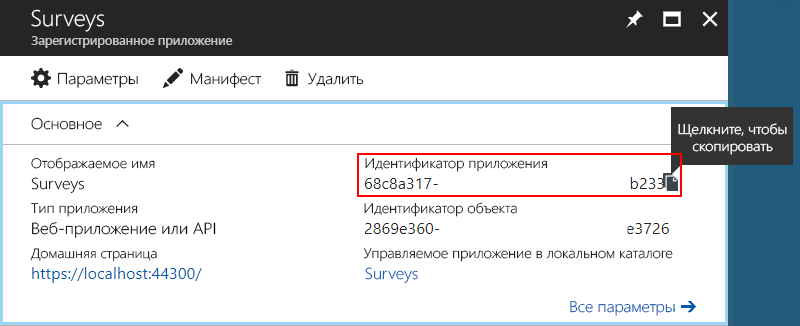 Surveys
Зарегистрированное приложение
Параметры Манифест Удалить
Основное
Щелкните, чтобы
скопировать
Отображаемое имя
Surveys
Идентификатор приложения
68c8a317- b233
Тип приложения
Веб-приложение или API
Идентификатор объекта
2869e360- e3726
Домашняя страница
https://localhost:44300/
Управляемое приложение в локальном каталоге
Surveys
Все параметры